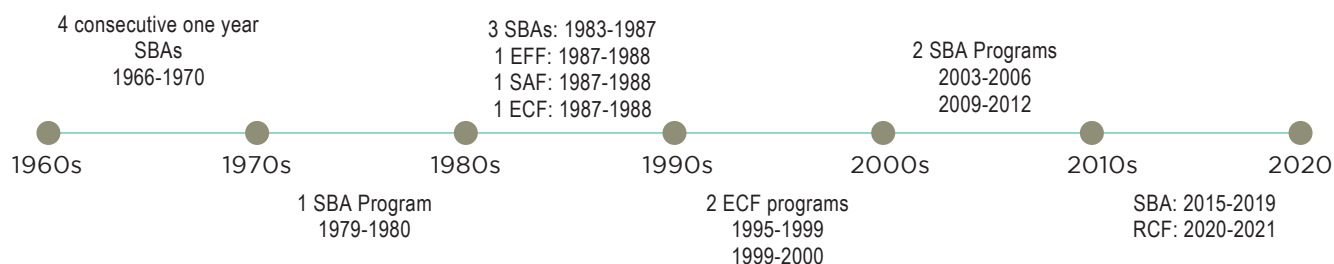 4 consecutive one year
SBAs
1966-1970
3 SBAs: 1983-1987
1 EFF: 1987-1988
1 SAF: 1987-1988
1 ECF: 1987-1988
2 SBA Programs
2003-2006
2009-2012
1960s
1970s
1980s
1990s
2000s
2010s
2020
1 SBA Program
1979-1980
2 ECF programs
1995-1999
1999-2000
SBA: 2015-2019
RCF: 2020-2021